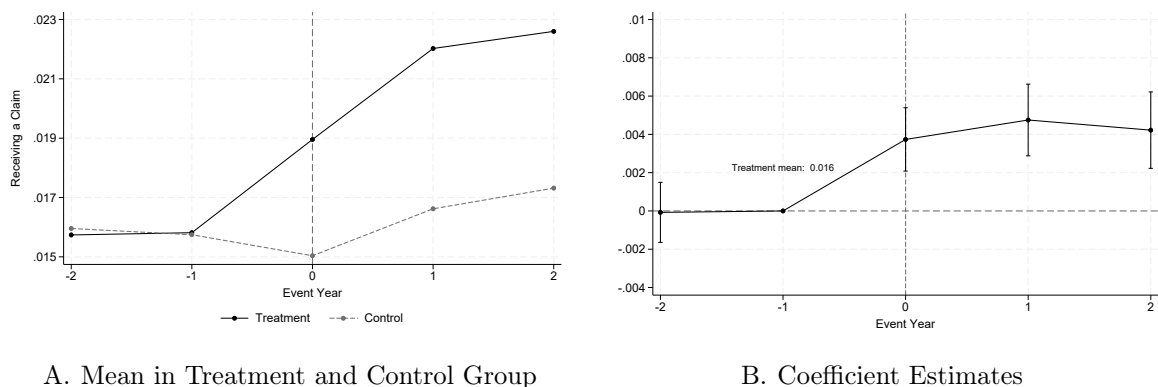 .023
.021
.019
.017
.015
Receiving a Claim
-2 -1 0 1 2
Event Year
Treatment Control
A. Mean in Treatment and Control Group
.01
.008
.006
.004
.002
0
-.002
-.004
Treatment mean: 0.016
-2 -1 0 1 2
Event Year
B. Coefficient Estimates